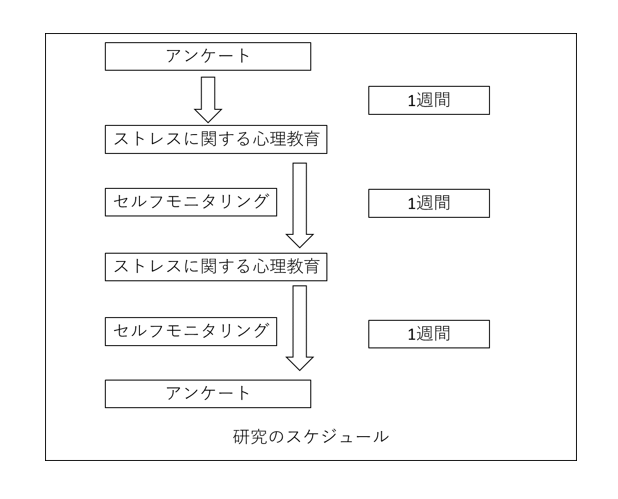 アンケート
1週間
ストレスに関する心理教育
セルフモニタリング
1週間
ストレスに関する心理教育
セルフモニタリング
1週間
アンケート
研究のスケジュール